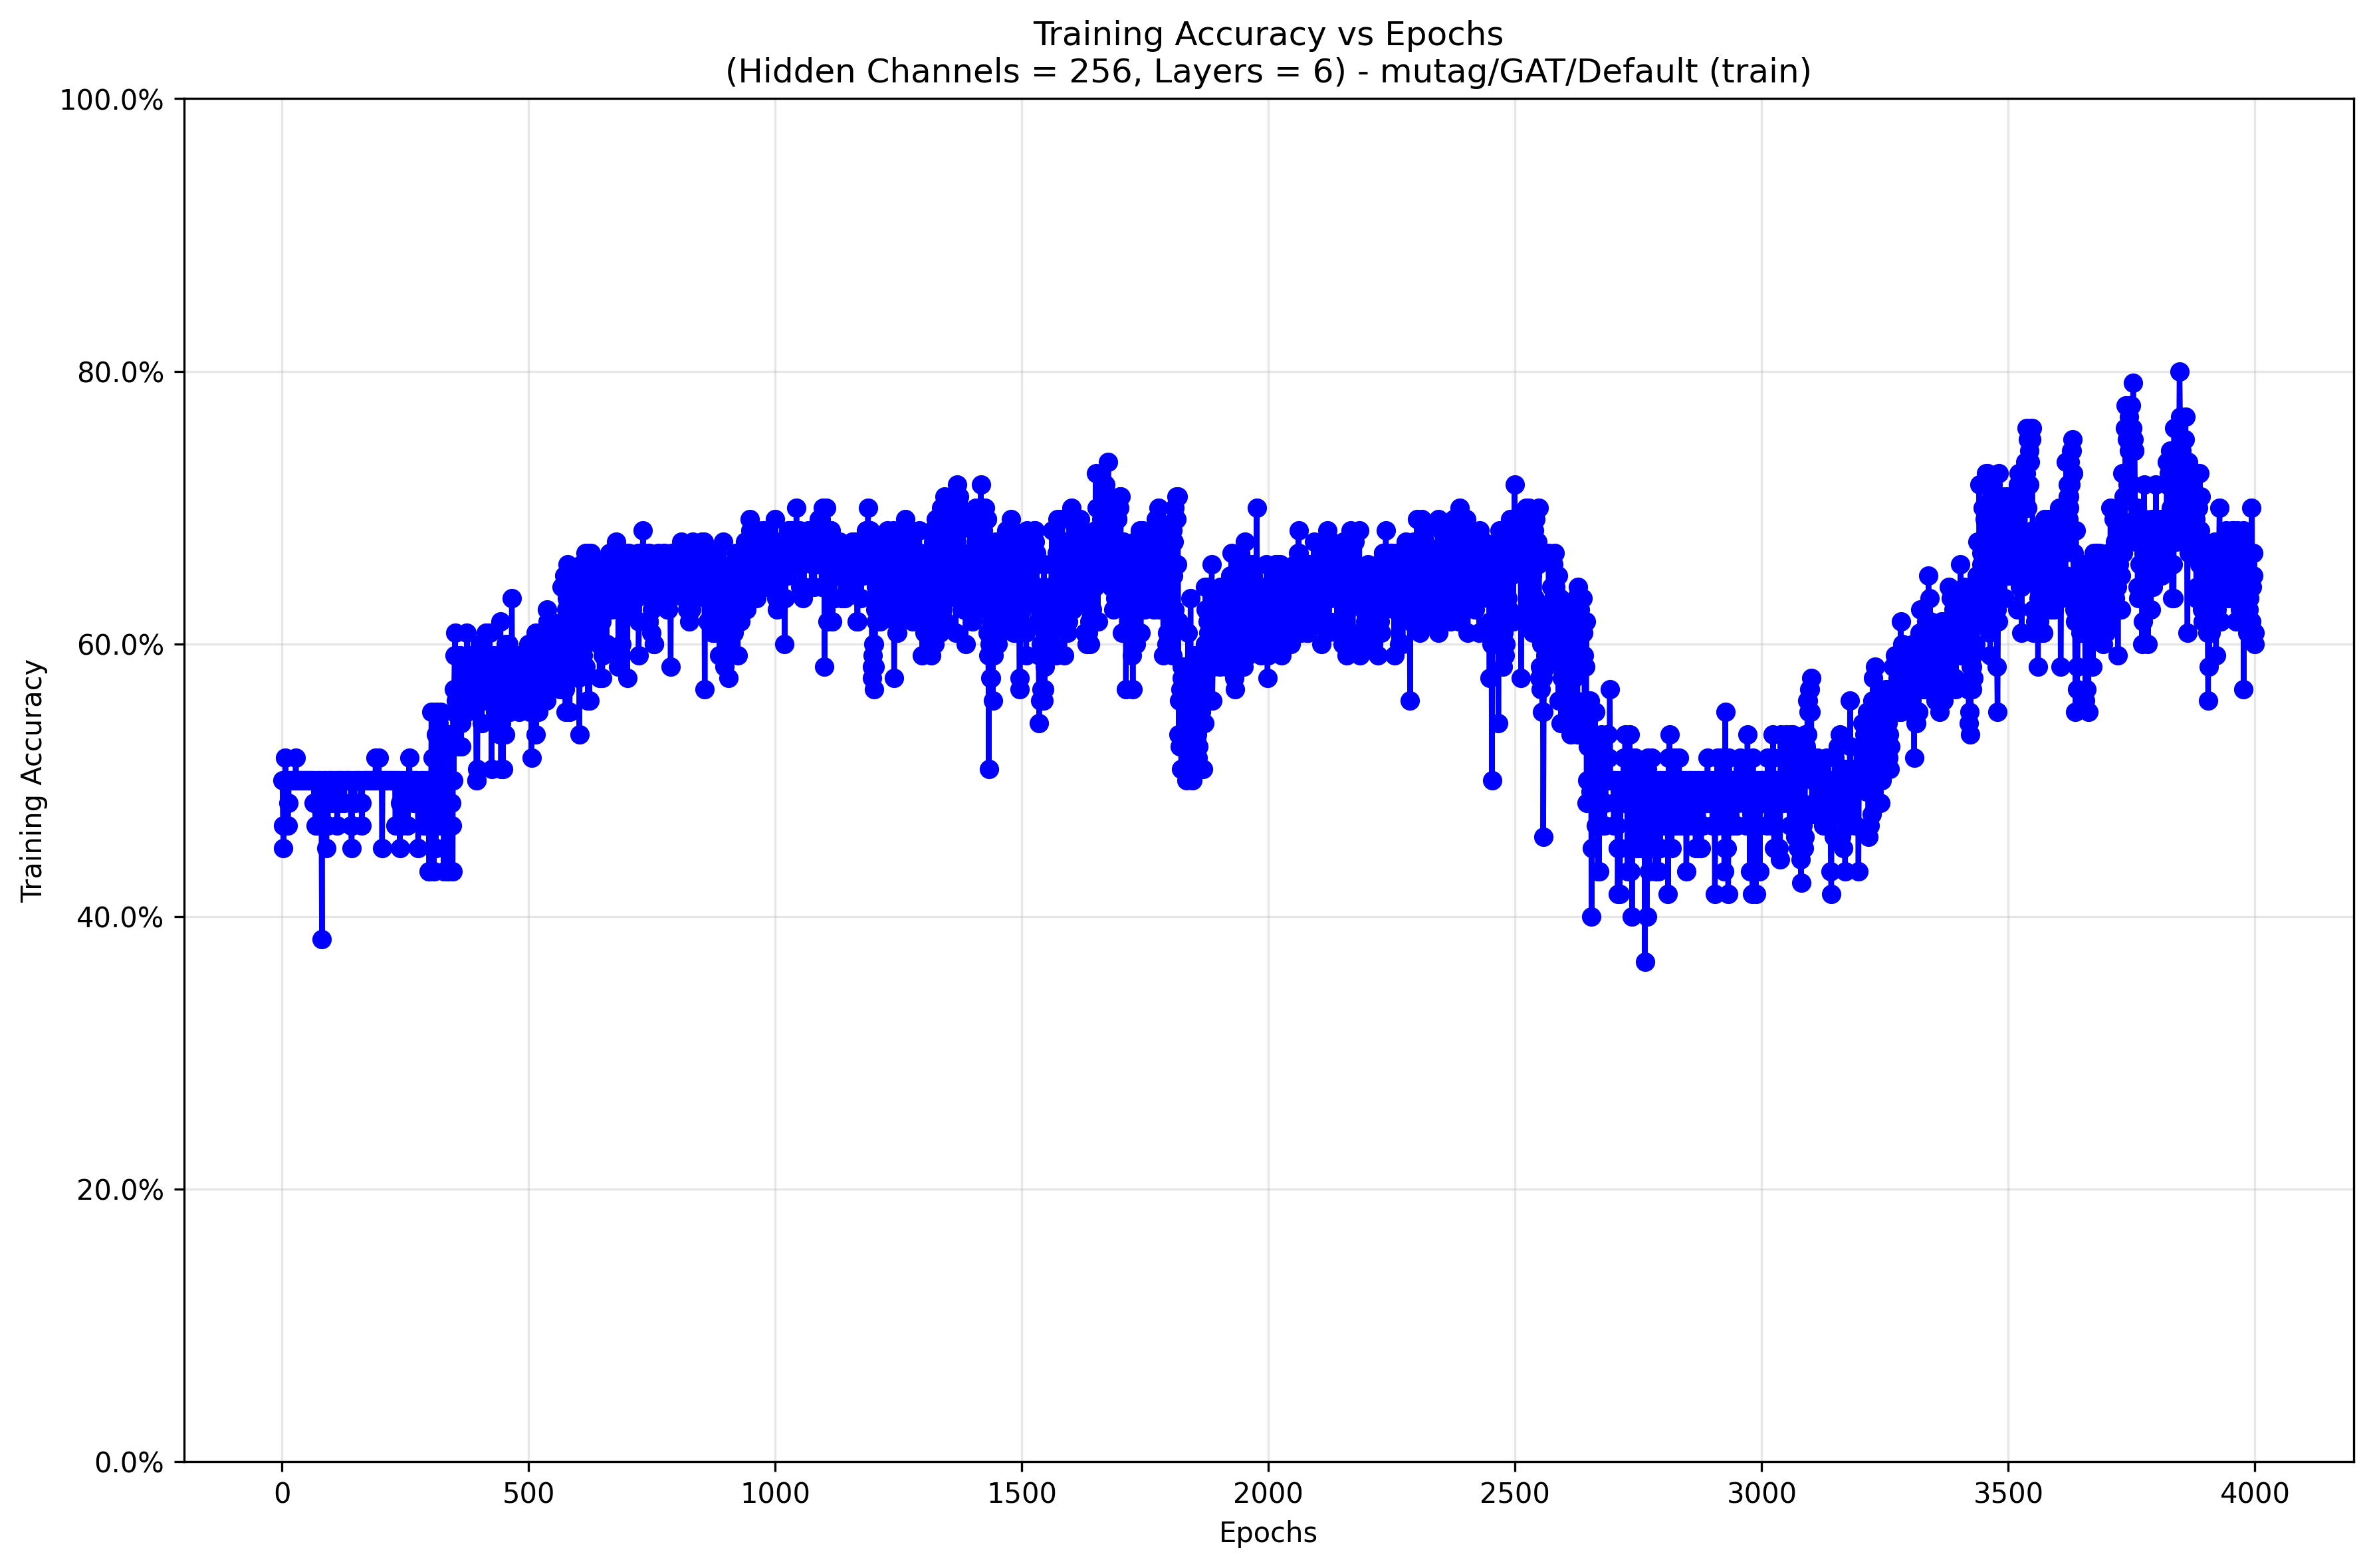 Training Accuracy vs Epochs
(Hidden Channels = 256, Layers = 6) - mutag/GAT/Default (train)
100.0%
80.0%
60.0%
40.0%
20.0%
0.0%
Training Accuracy
0 500 1000 1500 2000 2500 3000 3500 4000
Epochs